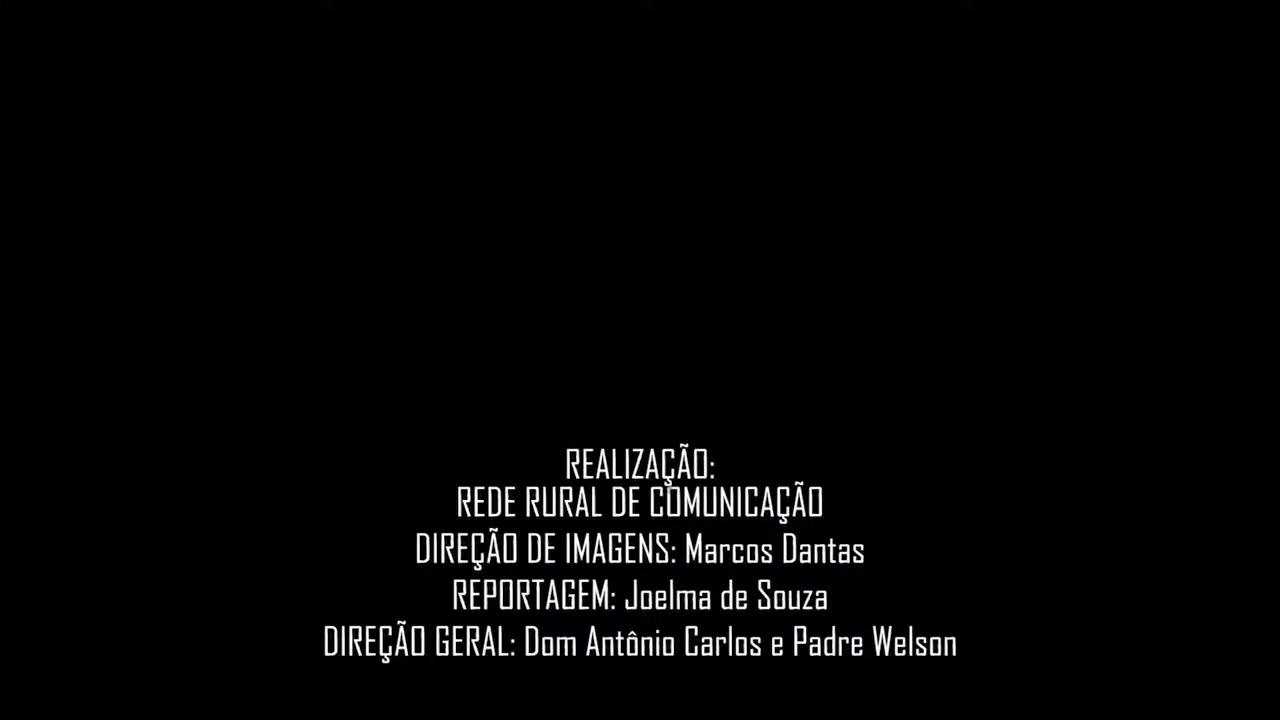 REALIZAÇÃO:
REDE RURAL DE COMUNICAÇÃO
DIREÇÃO DE IMAGENS: Marcos Dantas
REPORTAGEM: Joelma de Souza
DIREÇÃO GERAL: Dom Antônio Carlos e Padre Welson